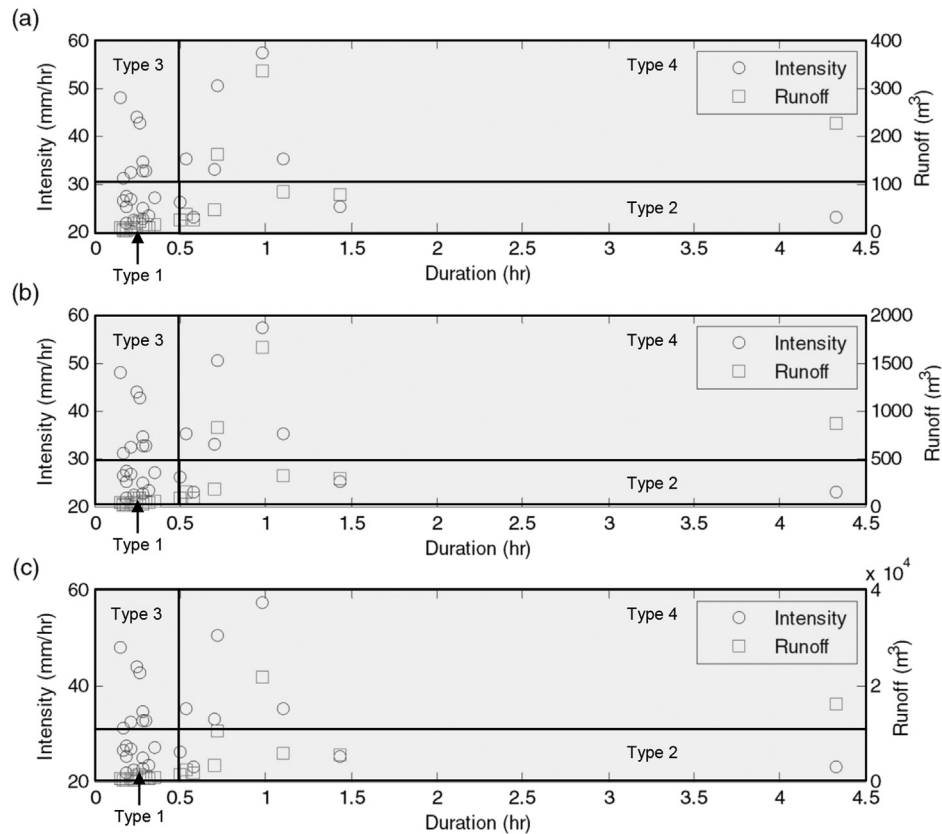 (a)
60
50
40
30
20
Intensity (mm/hr)
Type 3
Type 4
Type 2
Intensity
Runoff
400
300
200
100
0
Runoff (m³)
0 0.5 1 1.5 2 2.5 3 3.5 4 4.5
Type 1
Duration (hr)
(b)
60
50
40
30
20
Intensity (mm/hr)
Type 3
Type 4
Type 2
Intensity
Runoff
2000
1500
1000
500
0
Runoff (m³)
0 0.5 1 1.5 2 2.5 3 3.5 4 4.5
Type 1
Duration (hr)
(c)
x 10⁴
60
50
40
30
20
Intensity (mm/hr)
Type 3
Type 4
Type 2
Intensity
Runoff
4
2
0
Runoff (m³)
0 0.5 1 1.5 2 2.5 3 3.5 4 4.5
Type 1
Duration (hr)